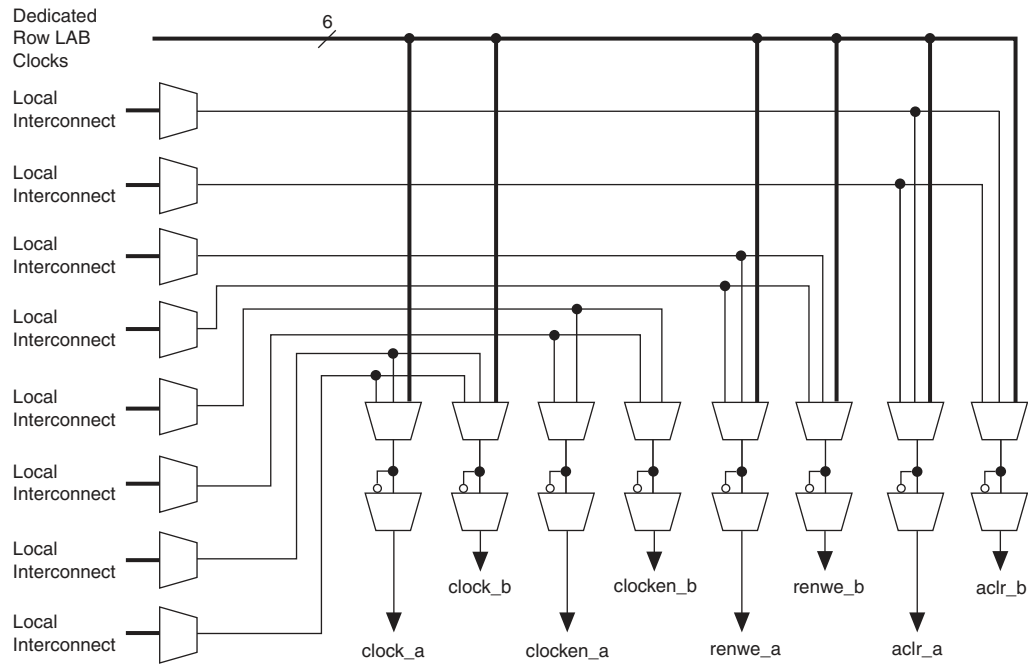 Dedicated
Row LAB
Clocks
6
Local
Interconnect
Local
Interconnect
Local
Interconnect
Local
Interconnect
Local
Interconnect
Local
Interconnect
Local
Interconnect
Local
Interconnect
clock_b
clocken_b
renwe_b
aclr_b
clock_a
clocken_a
renwe_a
aclr_a